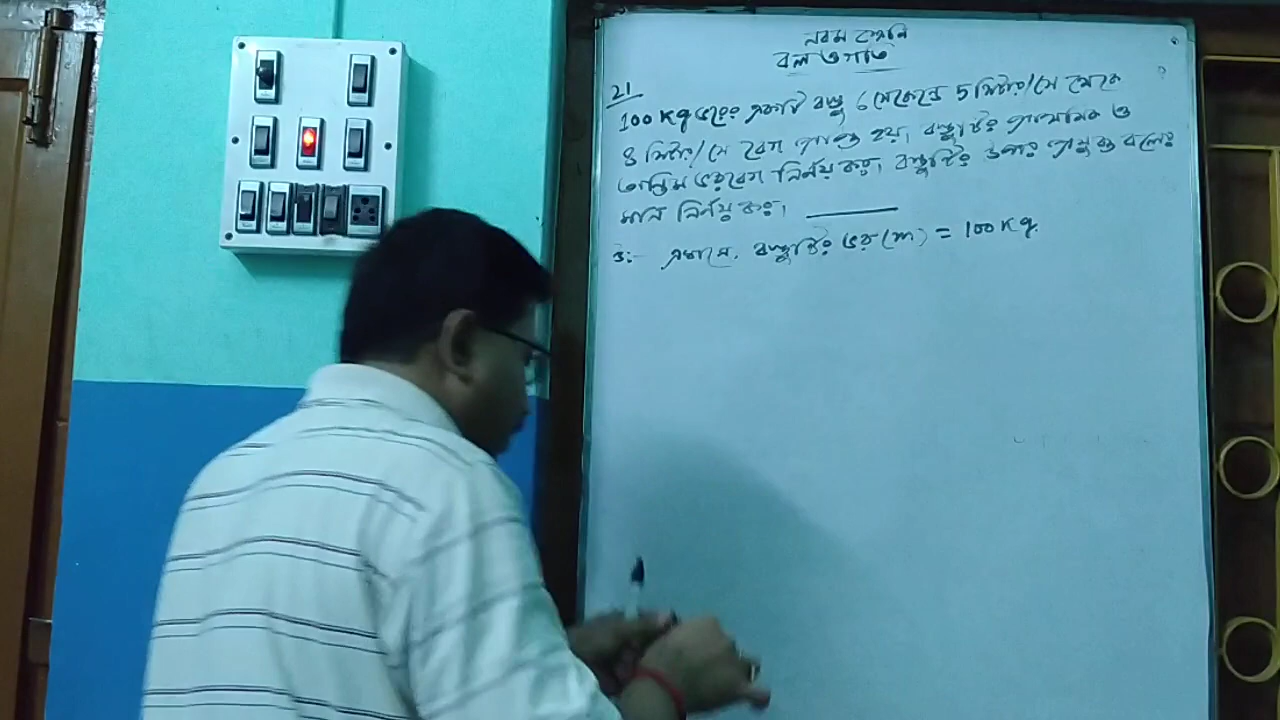 নবম শ্রেণি
বল ও গতি
21
100 Kg ভরের একটি বস্তু 6 সেকেন্ডে 5 মিটার/সে থেকে
8 মিটার/সে বেগ প্রাপ্ত হয়। বস্তুটির প্রাথমিক ও
অন্তিম ভরবেগ নির্ণয় কর। বস্তুটির উপর প্রযুক্ত বলের
মান নির্ণয় কর।
উ:- এখানে, বস্তুটির ভর (m) = 100 Kg.